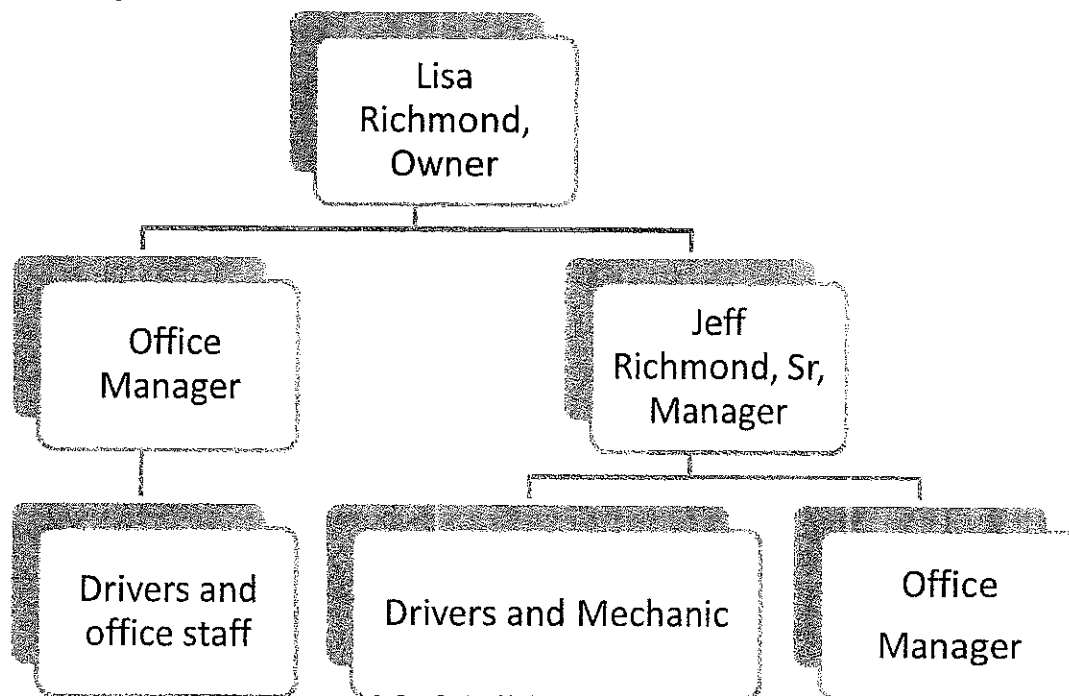 Lisa
Richmond,
Owner
Office
Manager
Jeff
Richmond, Sr,
Manager
Drivers and
office staff
Drivers and Mechanic
Office
Manager